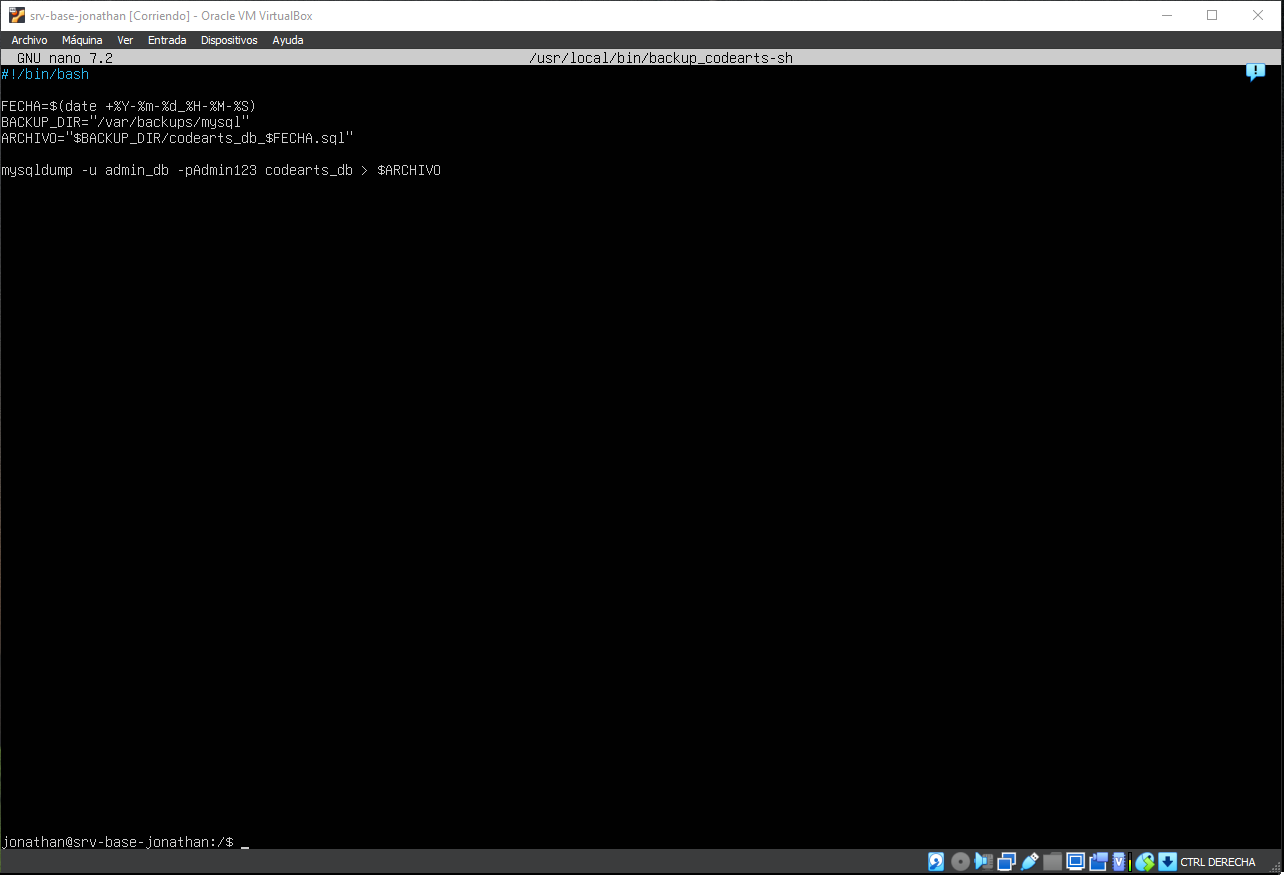 srv-base-jonathan [Corriendo] - Oracle VM VirtualBox
Archivo Máquina Ver Entrada Dispositivos Ayuda
GNU nano 7.2 /usr/local/bin/backup_codearts-sh
#!/bin/bash
FECHA=$(date +%Y-%m-%d_%H-%M-%S)
BACKUP_DIR="/var/backups/mysql"
ARCHIVO="$BACKUP_DIR/codearts_db_$FECHA.sql"
mysqldump -u admin_db -pAdmin123 codearts_db > $ARCHIVO
jonathan@srv-base-jonathan:/$ _
CTRL DERECHA